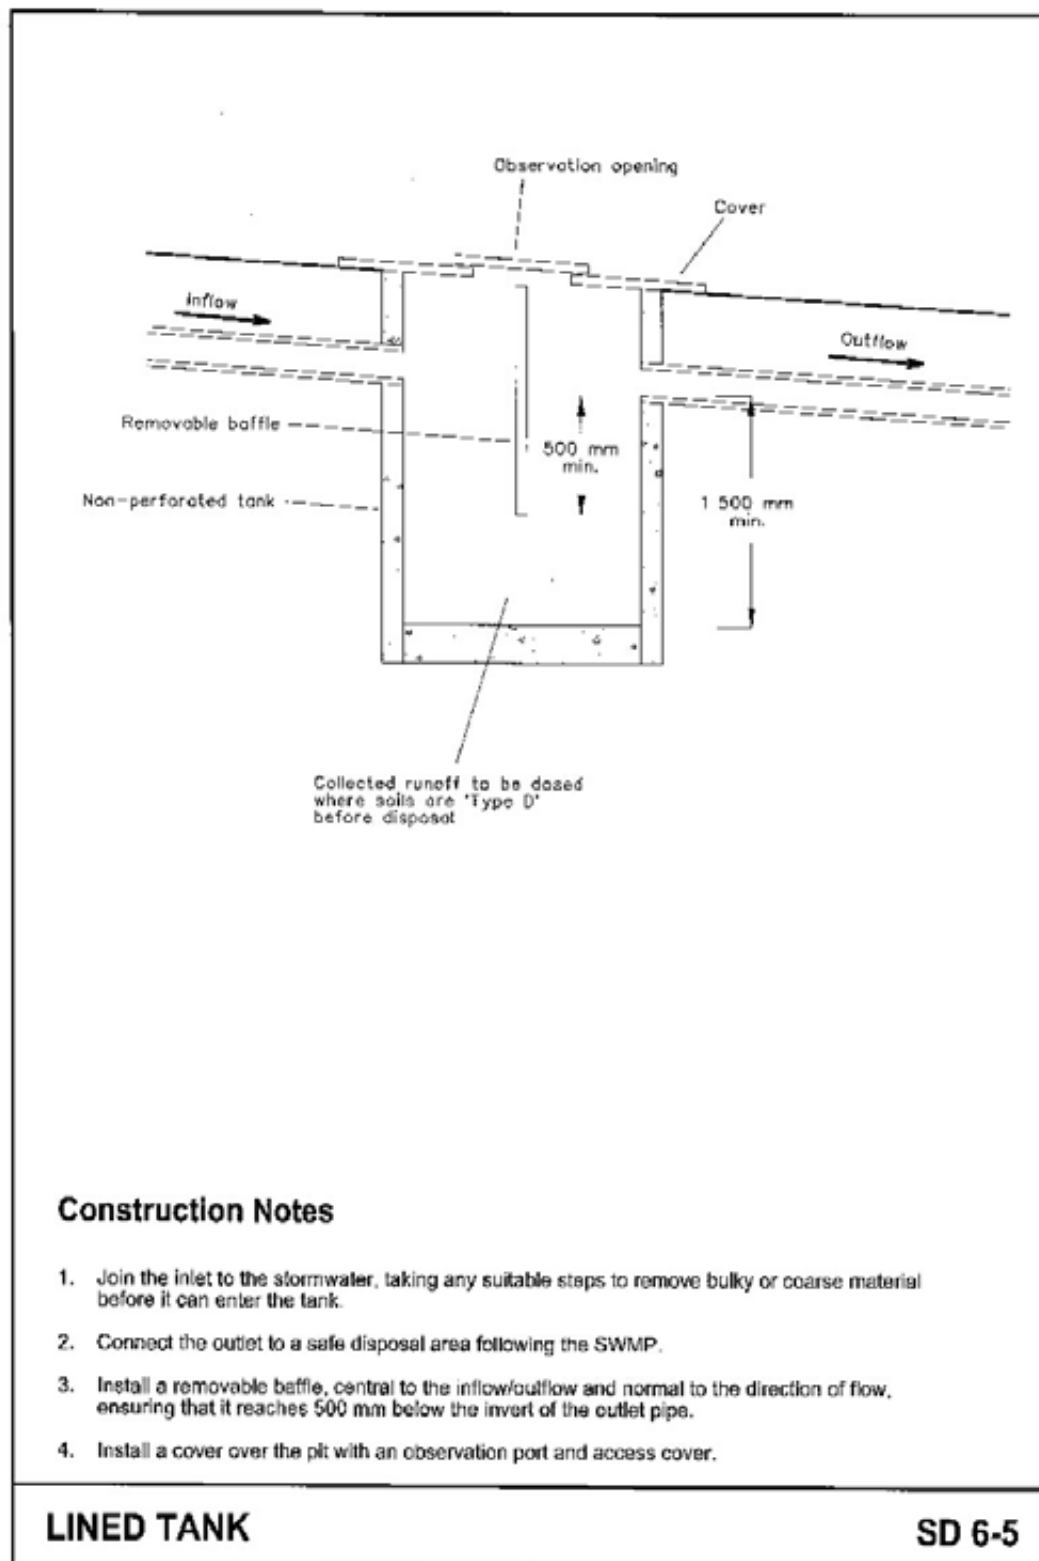 Observation opening
Cover
Inflow
Outflow
Removable baffle
500 mm
min.
Non-perforated tank
1 500 mm
min.
Collected runoff to be dosed
where soils are 'Type D'
before disposal
Construction Notes
1. Join the inlet to the stormwater, taking any suitable steps to remove bulky or coarse material
before it can enter the tank.
2. Connect the outlet to a safe disposal area following the SWMP.
3. Install a removable baffle, central to the inflow/outflow and normal to the direction of flow,
ensuring that it reaches 500 mm below the invert of the outlet pipe.
4. Install a cover over the pit with an observation port and access cover.
LINED TANK
SD 6-5